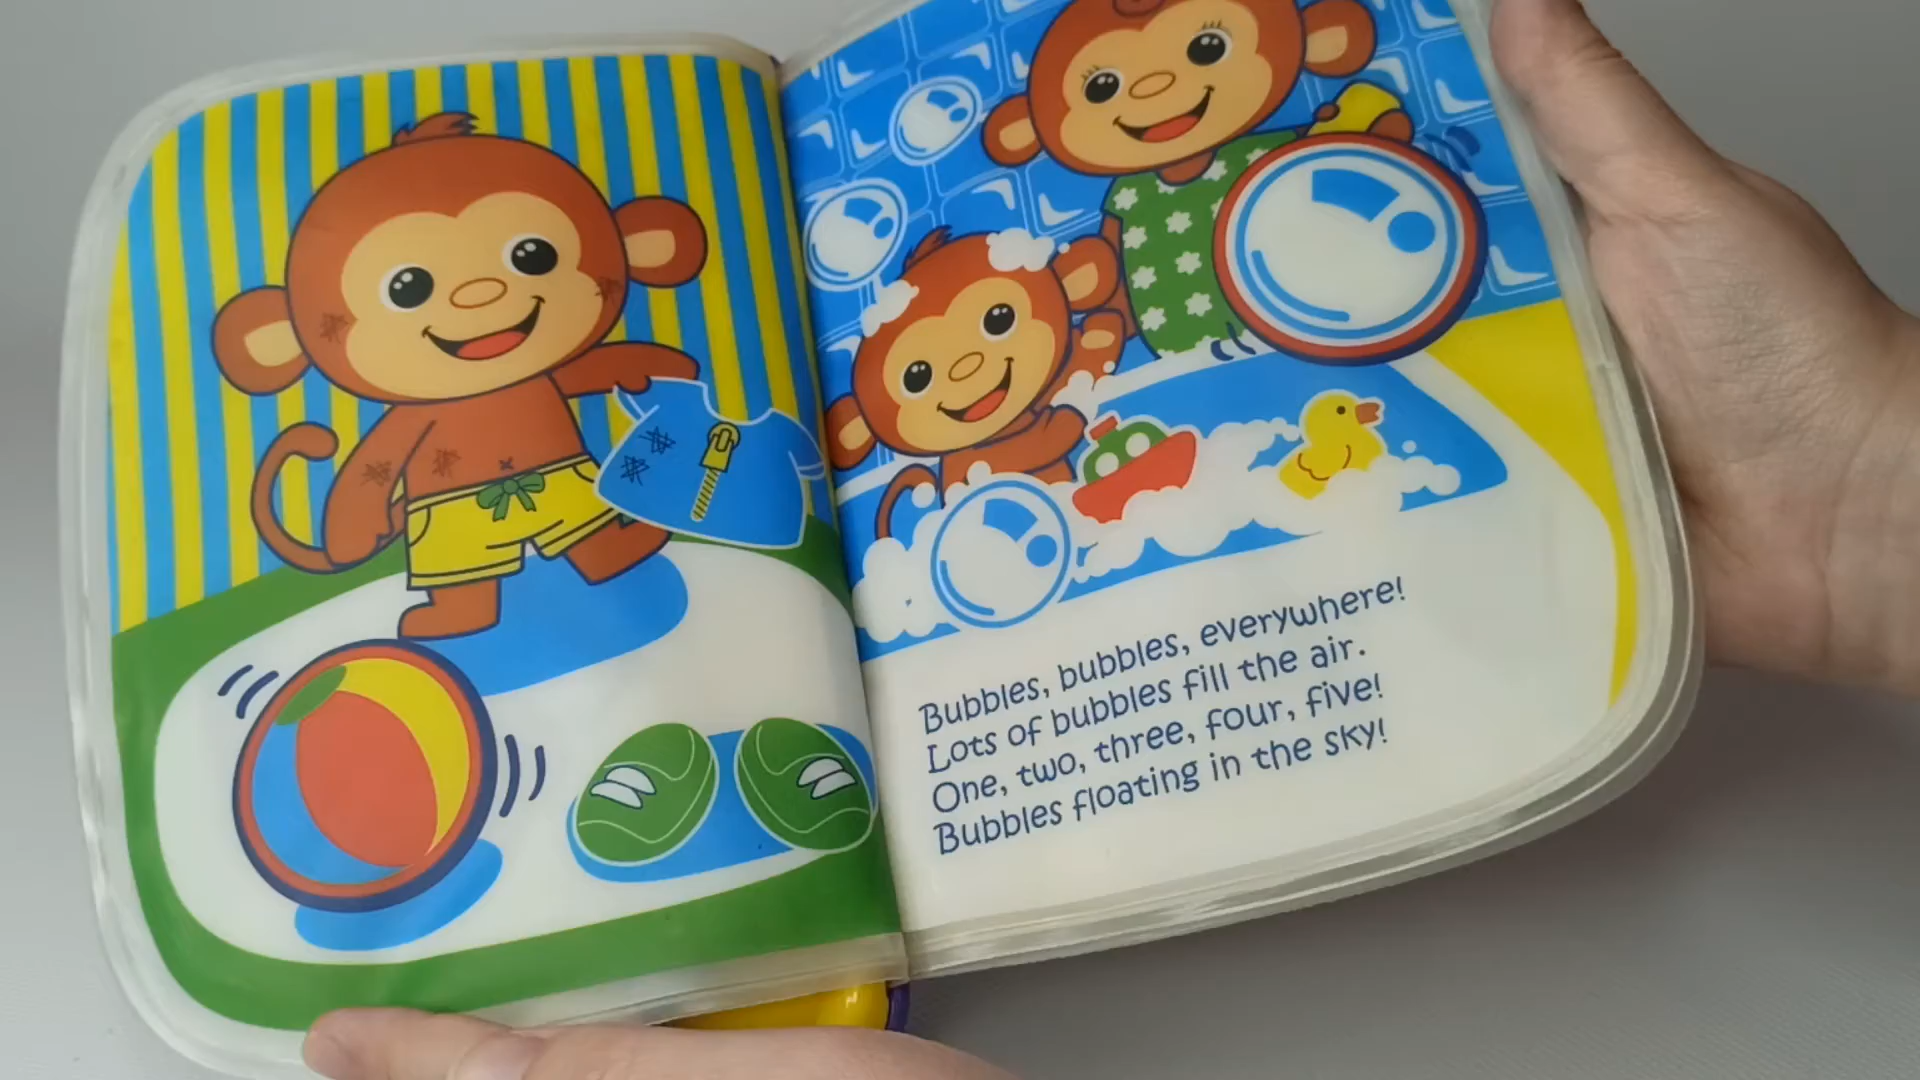 Bubbles, bubbles, everywhere!
Lots of bubbles fill the air.
One, two, three, four, five!
Bubbles floating in the sky!